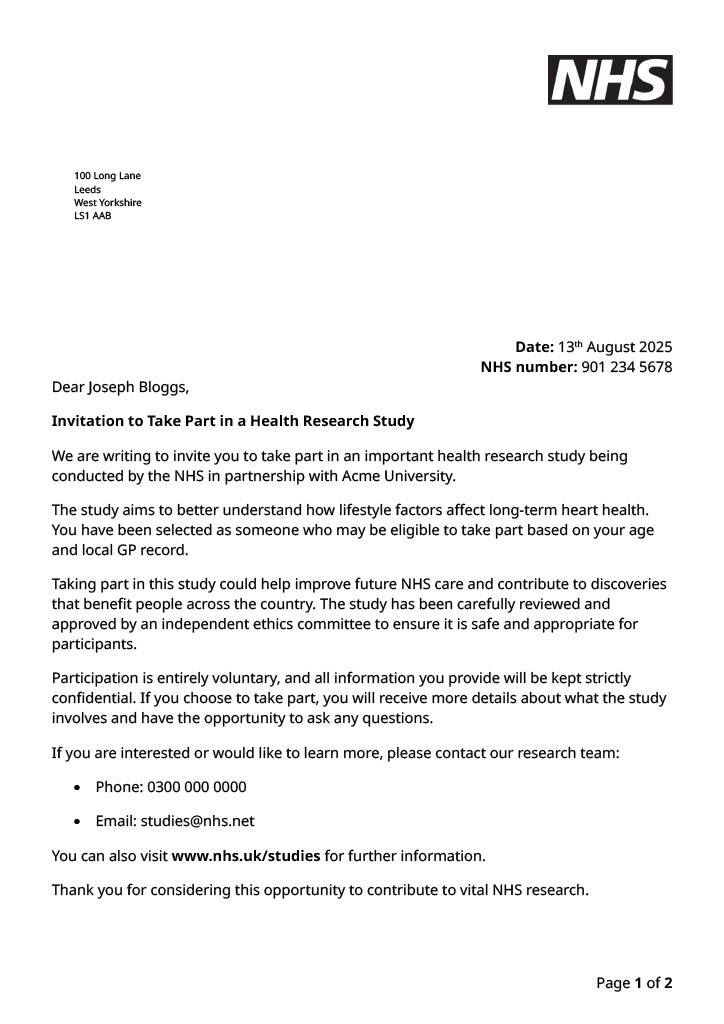 NHS
100 Long Lane
Leeds
West Yorkshire
LS1 AAB
Date: 13th August 2025
NHS number: 901 234 5678
Dear Joseph Bloggs,
Invitation to Take Part in a Health Research Study
We are writing to invite you to take part in an important health research study being
conducted by the NHS in partnership with Acme University.
The study aims to better understand how lifestyle factors affect long-term heart health.
You have been selected as someone who may be eligible to take part based on your age
and local GP record.
Taking part in this study could help improve future NHS care and contribute to discoveries
that benefit people across the country. The study has been carefully reviewed and
approved by an independent ethics committee to ensure it is safe and appropriate for
participants.
Participation is entirely voluntary, and all information you provide will be kept strictly
confidential. If you choose to take part, you will receive more details about what the study
involves and have the opportunity to ask any questions.
If you are interested or would like to learn more, please contact our research team:
• Phone: 0300 000 0000
• Email: studies@nhs.net
You can also visit www.nhs.uk/studies for further information.
Thank you for considering this opportunity to contribute to vital NHS research.
Page 1 of 2